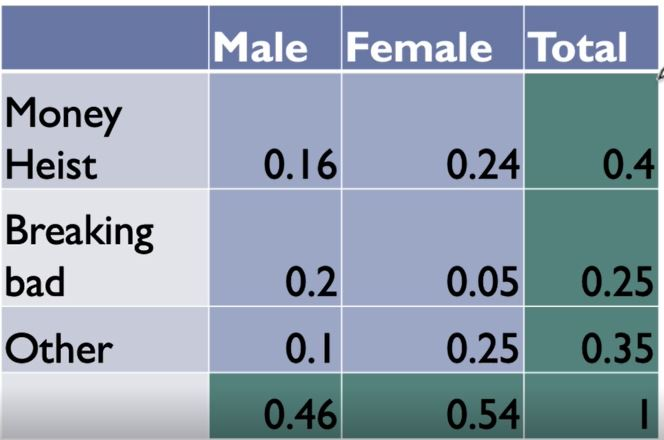 Male Female Total
Money
Heist 0.16 0.24 0.4
Breaking
bad 0.2 0.05 0.25
Other 0.1 0.25 0.35
0.46 0.54 1